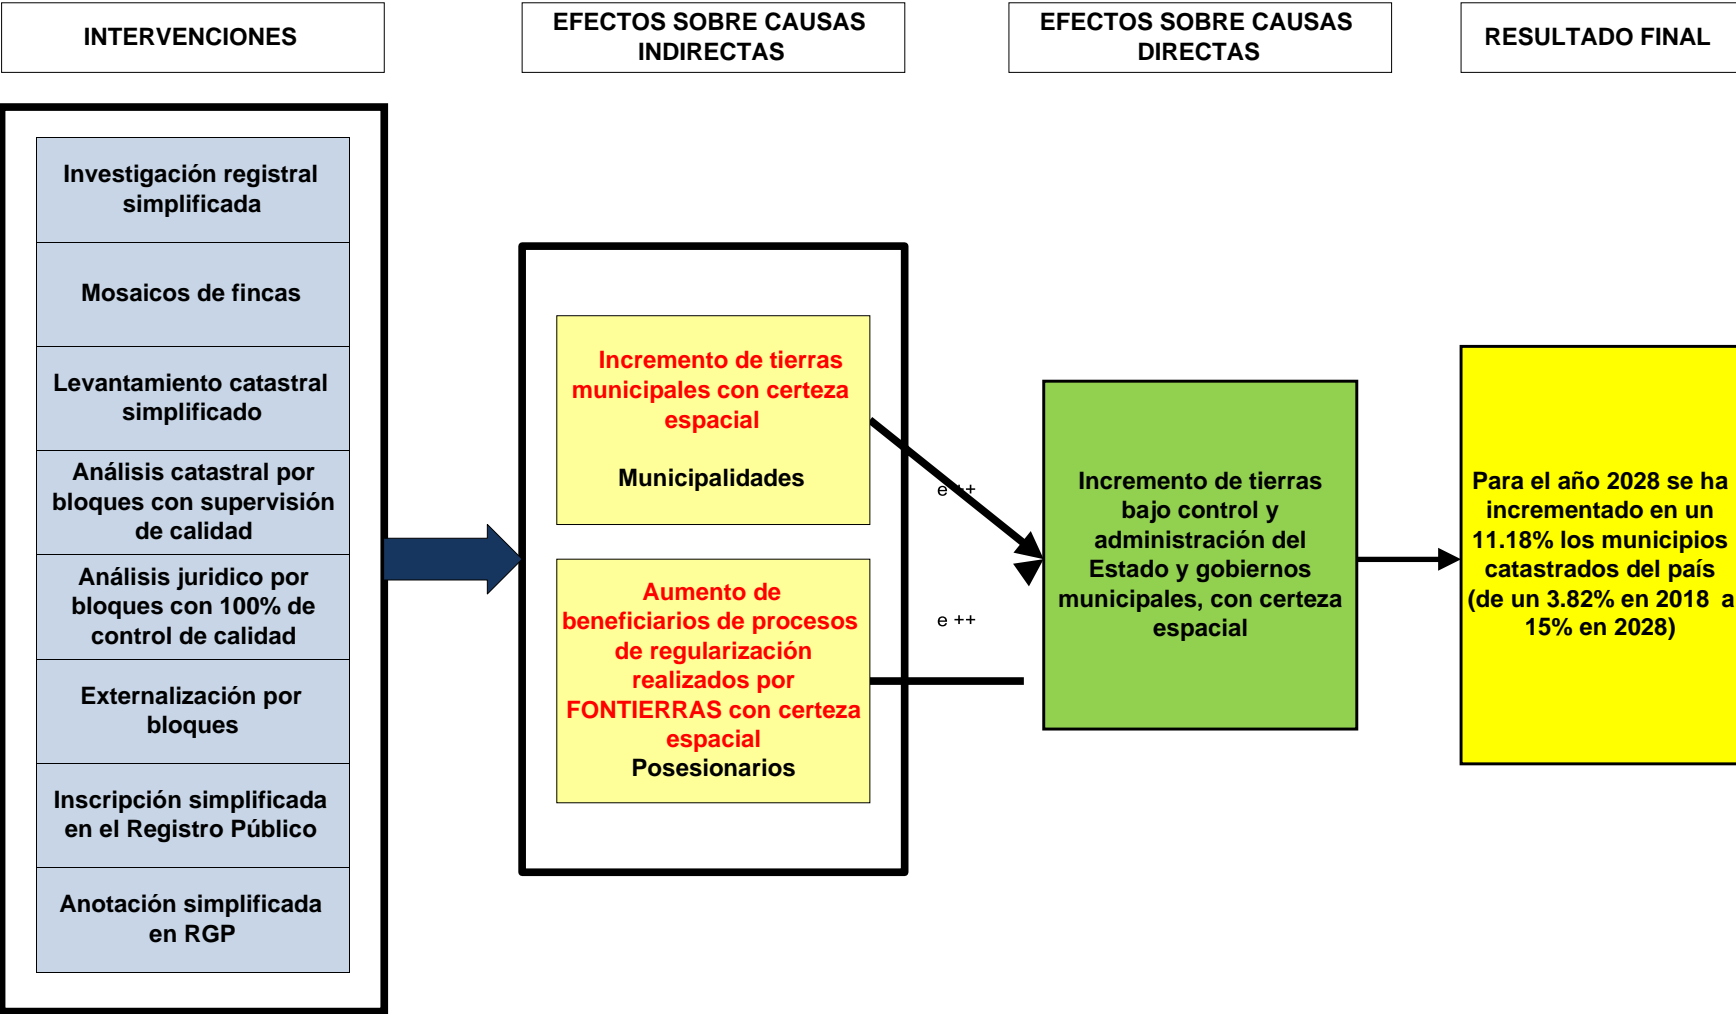 INTERVENCIONES
EFECTOS SOBRE CAUSAS
INDIRECTAS
EFECTOS SOBRE CAUSAS
DIRECTAS
RESULTADO FINAL
Investigación registral
simplificada
Mosaicos de fincas
Levantamiento catastral
simplificado
Análisis catastral por
bloques con supervisión
de calidad
Análisis juridico por
bloques con 100% de
control de calidad
Externalización por
bloques
Inscripción simplificada
en el Registro Público
Anotación simplificada
en RGP
Incremento de tierras
municipales con certeza
espacial
Municipalidades
Aumento de
beneficiarios de procesos
de regularización
realizados por
FONTIERRAS con certeza
espacial
Posesionarios
e ++
e ++
Incremento de tierras
bajo control y
administración del
Estado y gobiernos
municipales, con certeza
espacial
Para el año 2028 se ha
incrementado en un
11.18% los municipios
catastrados del país
(de un 3.82% en 2018 a
15% en 2028)